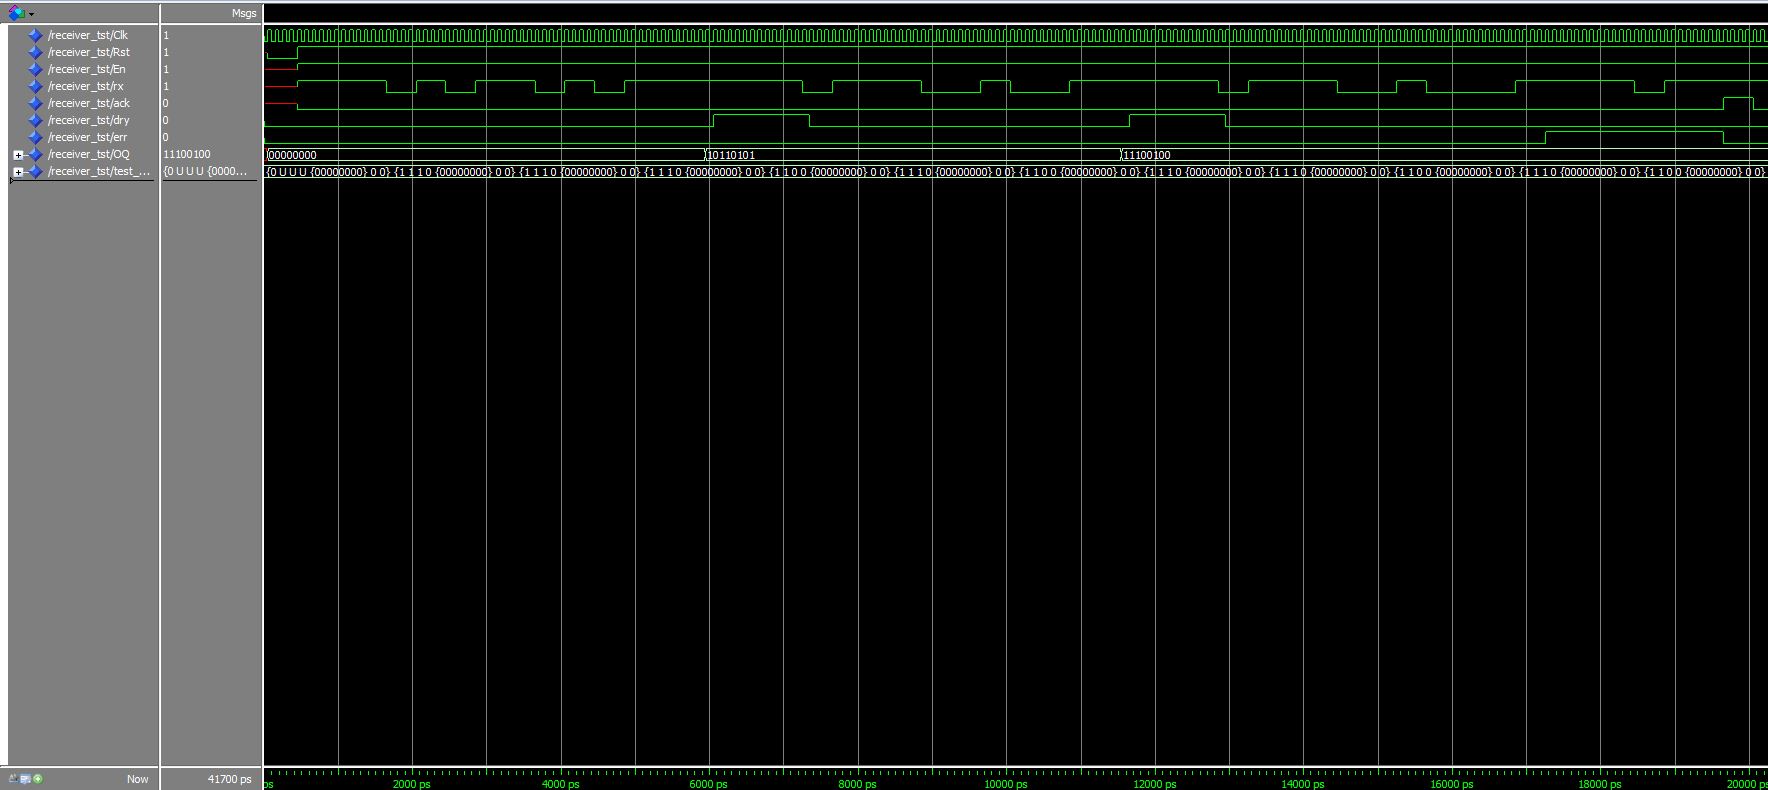 Msgs
/receiver_tst/Clk 1
/receiver_tst/Rst 1
/receiver_tst/En 1
/receiver_tst/rx 1
/receiver_tst/ack 0
/receiver_tst/dry 0
/receiver_tst/err 0
/receiver_tst/OQ 11100100 00000000 10110101 11100100
/receiver_tst/test_... {0 U U U {0000... {0 U U U {00000000} 0 0} {1 1 1 0 {00000000} 0 0} {1 1 1 0 {00000000} 0 0} {1 1 1 0 {00000000} 0 0} {1 1 0 0 {00000000} 0 0} {1 1 1 0 {00000000} 0 0} {1 1 1 0 {00000000} 0 0} {1 1 1 0 {00000000} 0 0} {1 1 1 0 {00000000} 0 0} {1 1 0 0 {00000000} 0 0} {1 1 1 0 {00000000} 0 0} {1 1 0 0 {00000000} 0 0} {1 1 1 0 {00000000}
Now 41700 ps ps 2000 ps 4000 ps 6000 ps 8000 ps 10000 ps 12000 ps 14000 ps 16000 ps 18000 ps 20000 ps